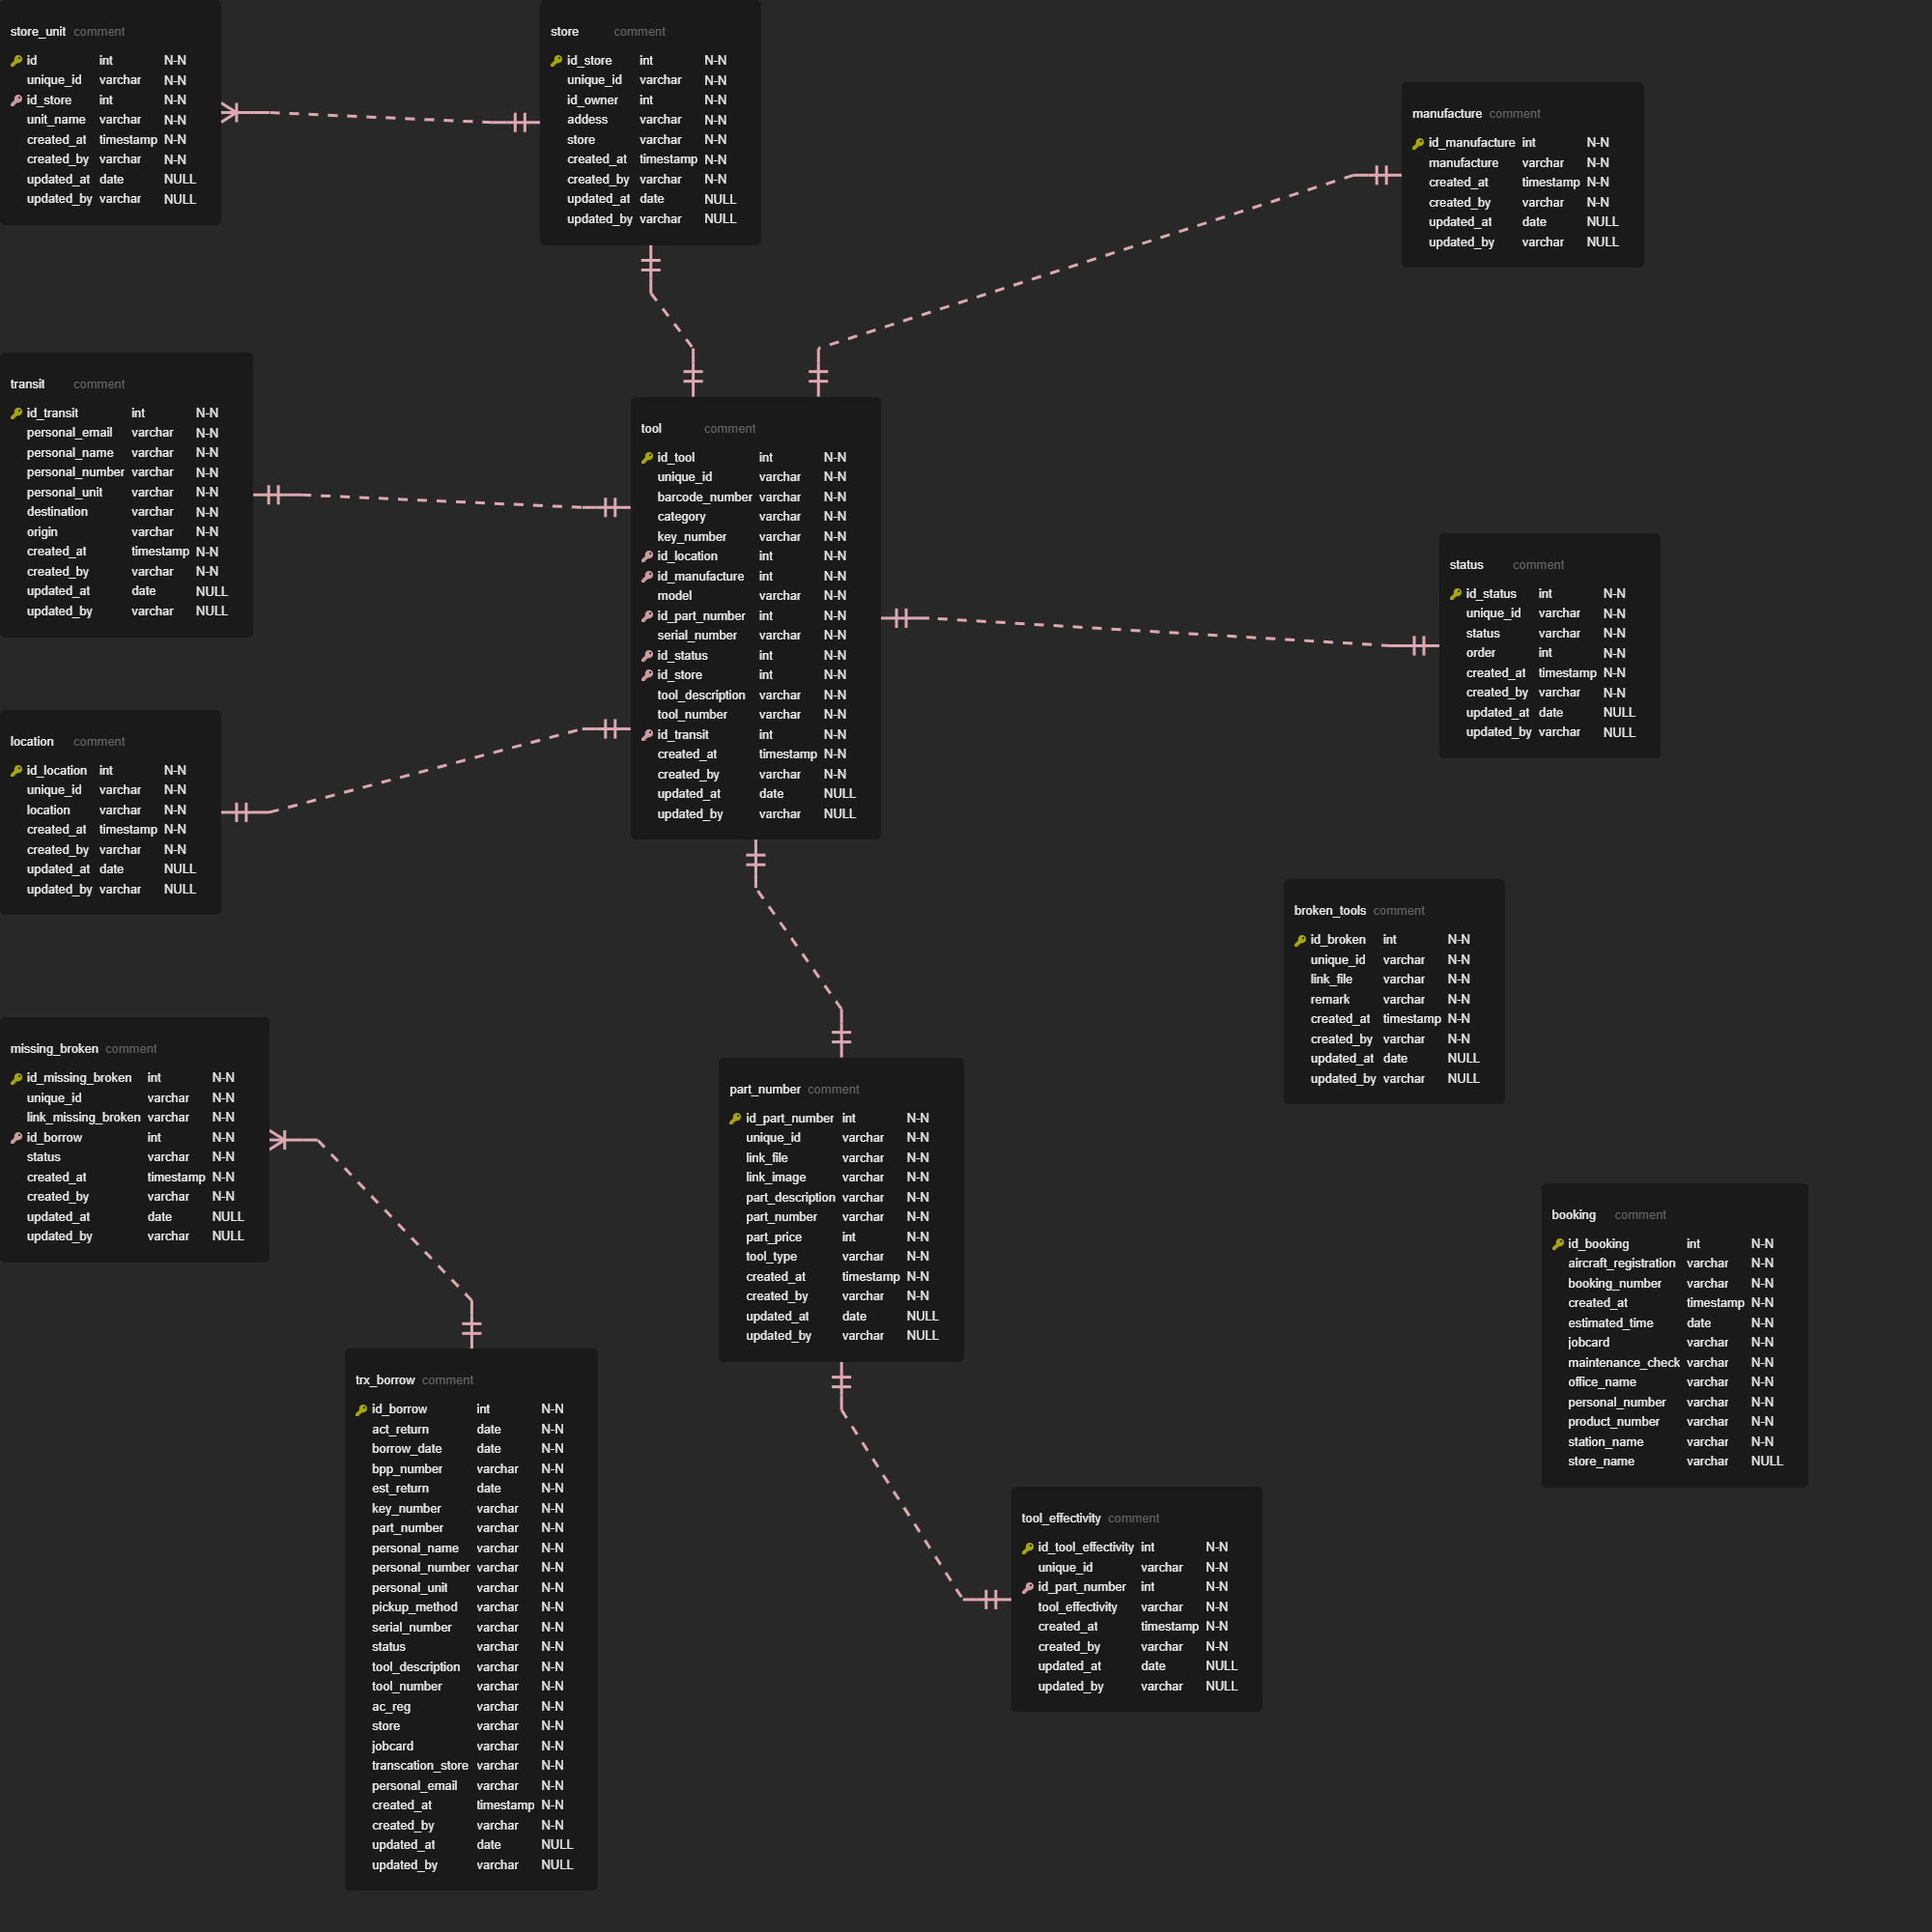 store_unit comment
id int N-N
unique_id varchar N-N
id_store int N-N
unit_name varchar N-N
created_at timestamp N-N
created_by varchar N-N
updated_at date NULL
updated_by varchar NULL
store comment
id_store int N-N
unique_id varchar N-N
id_owner int N-N
addess varchar N-N
store varchar N-N
created_at timestamp N-N
created_by varchar N-N
updated_at date NULL
updated_by varchar NULL
manufacture comment
id_manufacture int N-N
manufacture varchar N-N
created_at timestamp N-N
created_by varchar N-N
updated_at date NULL
updated_by varchar NULL
transit comment
id_transit int N-N
personal_email varchar N-N
personal_name varchar N-N
personal_number varchar N-N
personal_unit varchar N-N
destination varchar N-N
origin varchar N-N
created_at timestamp N-N
created_by varchar N-N
updated_at date NULL
updated_by varchar NULL
tool comment
id_tool int N-N
unique_id varchar N-N
barcode_number varchar N-N
category varchar N-N
key_number varchar N-N
id_location int N-N
id_manufacture int N-N
model varchar N-N
id_part_number int N-N
serial_number varchar N-N
id_status int N-N
id_store int N-N
tool_description varchar N-N
tool_number varchar N-N
id_transit int N-N
created_at timestamp N-N
created_by varchar N-N
updated_at date NULL
updated_by varchar NULL
status comment
id_status int N-N
unique_id varchar N-N
status varchar N-N
order int N-N
created_at timestamp N-N
created_by varchar N-N
updated_at date NULL
updated_by varchar NULL
location comment
id_location int N-N
unique_id varchar N-N
location varchar N-N
created_at timestamp N-N
created_by varchar N-N
updated_at date NULL
updated_by varchar NULL
broken_tools comment
id_broken int N-N
unique_id varchar N-N
link_file varchar N-N
remark varchar N-N
created_at timestamp N-N
created_by varchar N-N
updated_at date NULL
updated_by varchar NULL
missing_broken comment
id_missing_broken int N-N
unique_id varchar N-N
link_missing_broken varchar N-N
id_borrow int N-N
status varchar N-N
created_at timestamp N-N
created_by varchar N-N
updated_at date NULL
updated_by varchar NULL
part_number comment
id_part_number int N-N
unique_id varchar N-N
link_file varchar N-N
link_image varchar N-N
part_description varchar N-N
part_number varchar N-N
part_price int N-N
tool_type varchar N-N
created_at timestamp N-N
created_by varchar N-N
updated_at date NULL
updated_by varchar NULL
booking comment
id_booking int N-N
aircraft_registration varchar N-N
booking_number varchar N-N
created_at timestamp N-N
estimated_time date N-N
jobcard varchar N-N
maintenance_check varchar N-N
office_name varchar N-N
personal_number varchar N-N
product_number varchar N-N
station_name varchar N-N
store_name varchar NULL
trx_borrow comment
id_borrow int N-N
act_return date N-N
borrow_date date N-N
bpp_number varchar N-N
est_return date N-N
key_number varchar N-N
part_number varchar N-N
personal_name varchar N-N
personal_number varchar N-N
personal_unit varchar N-N
pickup_method varchar N-N
serial_number varchar N-N
status varchar N-N
tool_description varchar N-N
tool_number varchar N-N
ac_reg varchar N-N
store varchar N-N
jobcard varchar N-N
transcation_store varchar N-N
personal_email varchar N-N
created_at timestamp N-N
created_by varchar N-N
updated_at date NULL
updated_by varchar NULL
tool_effectivity comment
id_tool_effectivity int N-N
unique_id varchar N-N
id_part_number int N-N
tool_effectivity varchar N-N
created_at timestamp N-N
created_by varchar N-N
updated_at date NULL
updated_by varchar NULL